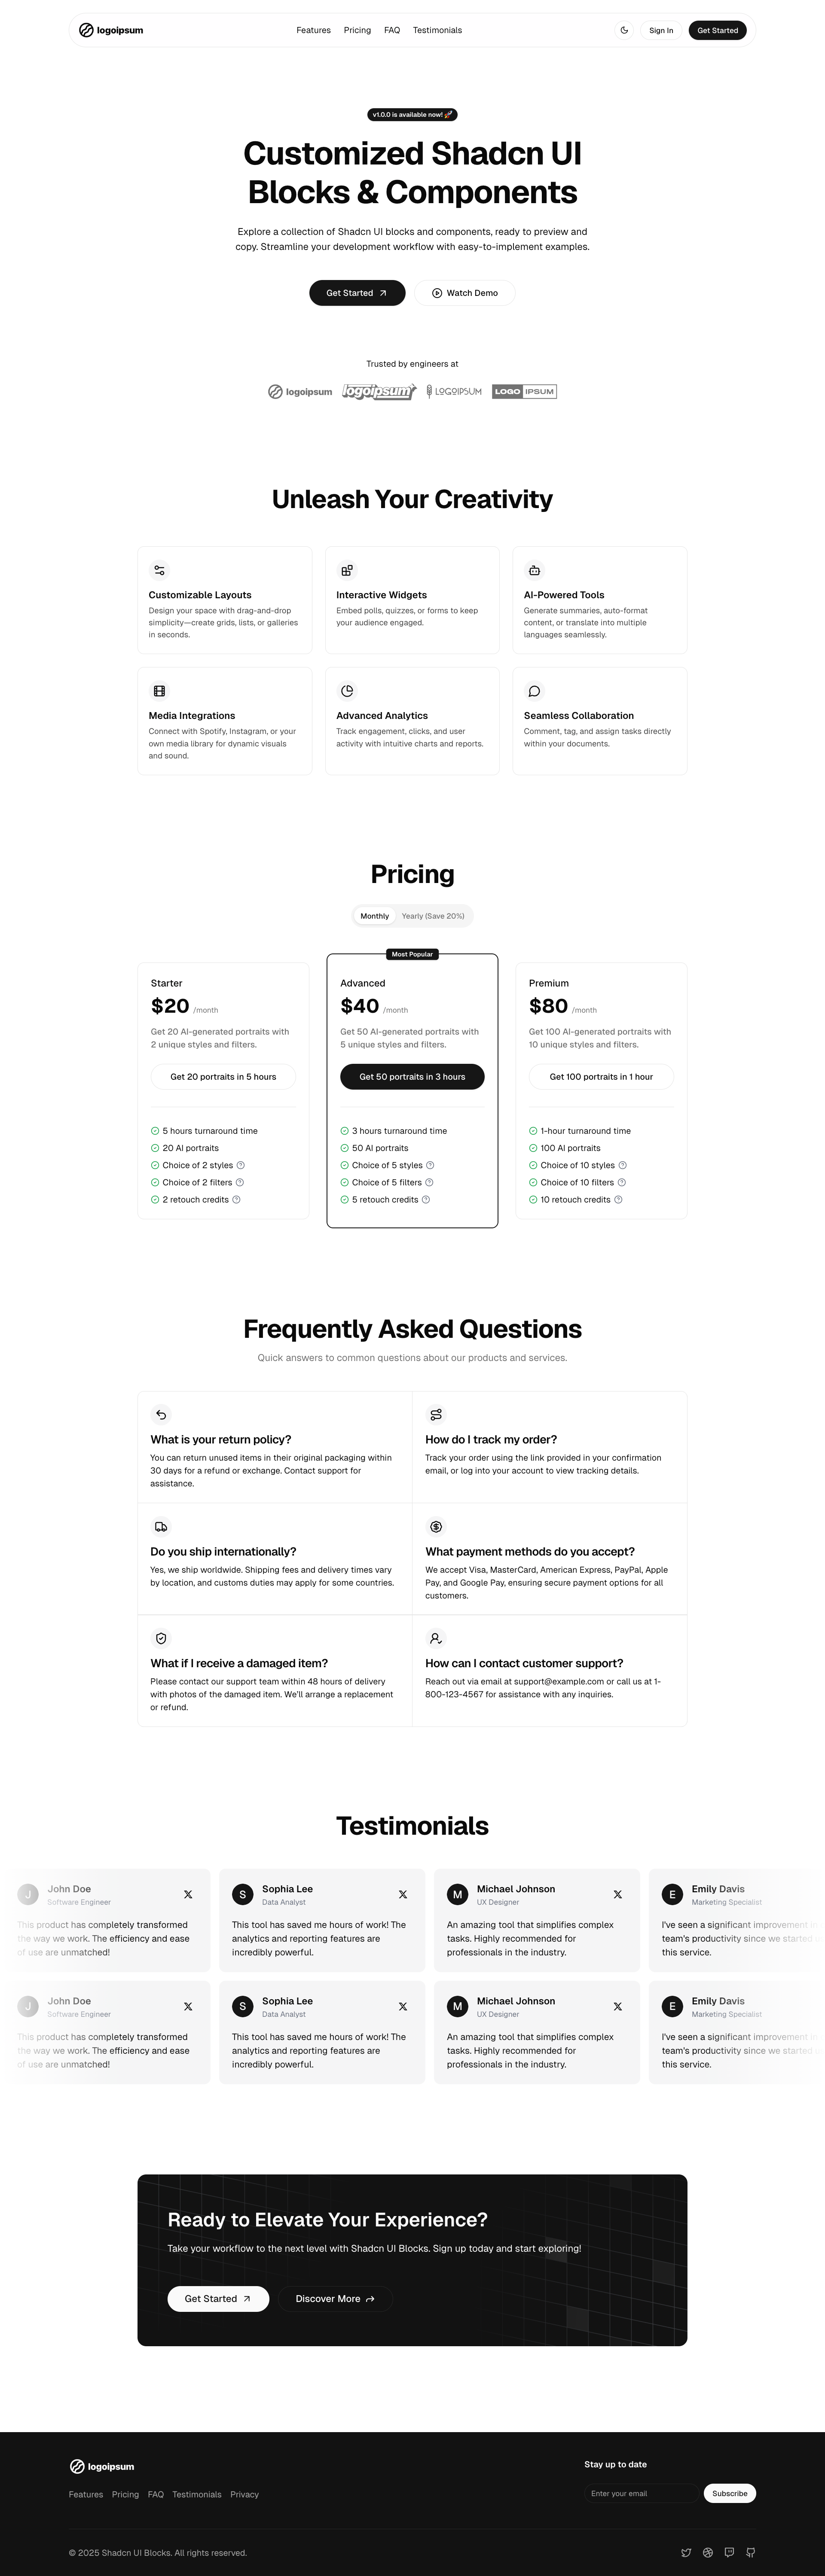 logoipsum
Features
Pricing
FAQ
Testimonials
Sign In
Get Started
v1.0.0 is available now! 🚀
Customized Shadcn UI
Blocks & Components
Explore a collection of Shadcn UI blocks and components, ready to preview and
copy. Streamline your development workflow with easy-to-implement examples.
Get Started
Watch Demo
Trusted by engineers at
logoipsum
logoipsum
LOGOIPSUM
LOGO IPSUM
Unleash Your Creativity
Customizable Layouts
Design your space with drag-and-drop
simplicity—create grids, lists, or galleries
in seconds.
Interactive Widgets
Embed polls, quizzes, or forms to keep
your audience engaged.
AI-Powered Tools
Generate summaries, auto-format
content, or translate into multiple
languages seamlessly.
Media Integrations
Connect with Spotify, Instagram, or your
own media library for dynamic visuals
and sound.
Advanced Analytics
Track engagement, clicks, and user
activity with intuitive charts and reports.
Seamless Collaboration
Comment, tag, and assign tasks directly
within your documents.
Pricing
Monthly
Yearly (Save 20%)
Starter
$20 /month
Get 20 AI-generated portraits with
2 unique styles and filters.
Get 20 portraits in 5 hours
5 hours turnaround time
20 AI portraits
Choice of 2 styles
Choice of 2 filters
2 retouch credits
Most Popular
Advanced
$40 /month
Get 50 AI-generated portraits with
5 unique styles and filters.
Get 50 portraits in 3 hours
3 hours turnaround time
50 AI portraits
Choice of 5 styles
Choice of 5 filters
5 retouch credits
Premium
$80 /month
Get 100 AI-generated portraits with
10 unique styles and filters.
Get 100 portraits in 1 hour
1-hour turnaround time
100 AI portraits
Choice of 10 styles
Choice of 10 filters
10 retouch credits
Frequently Asked Questions
Quick answers to common questions about our products and services.
What is your return policy?
You can return unused items in their original packaging within
30 days for a refund or exchange. Contact support for
assistance.
How do I track my order?
Track your order using the link provided in your confirmation
email, or log into your account to view tracking details.
Do you ship internationally?
Yes, we ship worldwide. Shipping fees and delivery times vary
by location, and customs duties may apply for some countries.
What payment methods do you accept?
We accept Visa, MasterCard, American Express, PayPal, Apple
Pay, and Google Pay, ensuring secure payment options for all
customers.
What if I receive a damaged item?
Please contact our support team within 48 hours of delivery
with photos of the damaged item. We'll arrange a replacement
or refund.
How can I contact customer support?
Reach out via email at support@example.com or call us at 1-
800-123-4567 for assistance with any inquiries.
Testimonials
J
John Doe
Software Engineer
This product has completely transformed
the way we work. The efficiency and ease
of use are unmatched!
S
Sophia Lee
Data Analyst
This tool has saved me hours of work! The
analytics and reporting features are
incredibly powerful.
M
Michael Johnson
UX Designer
An amazing tool that simplifies complex
tasks. Highly recommended for
professionals in the industry.
E
Emily Davis
Marketing Specialist
I've seen a significant improvement in
team's productivity since we started
this service.
J
John Doe
Software Engineer
This product has completely transformed
the way we work. The efficiency and ease
of use are unmatched!
S
Sophia Lee
Data Analyst
This tool has saved me hours of work! The
analytics and reporting features are
incredibly powerful.
M
Michael Johnson
UX Designer
An amazing tool that simplifies complex
tasks. Highly recommended for
professionals in the industry.
E
Emily Davis
Marketing Specialist
I've seen a significant improvement in
team's productivity since we started
this service.
Ready to Elevate Your Experience?
Take your workflow to the next level with Shadcn UI Blocks. Sign up today and start exploring!
Get Started
Discover More
logoipsum
Features
Pricing
FAQ
Testimonials
Privacy
Stay up to date
Enter your email
Subscribe
© 2025 Shadcn UI Blocks. All rights reserved.